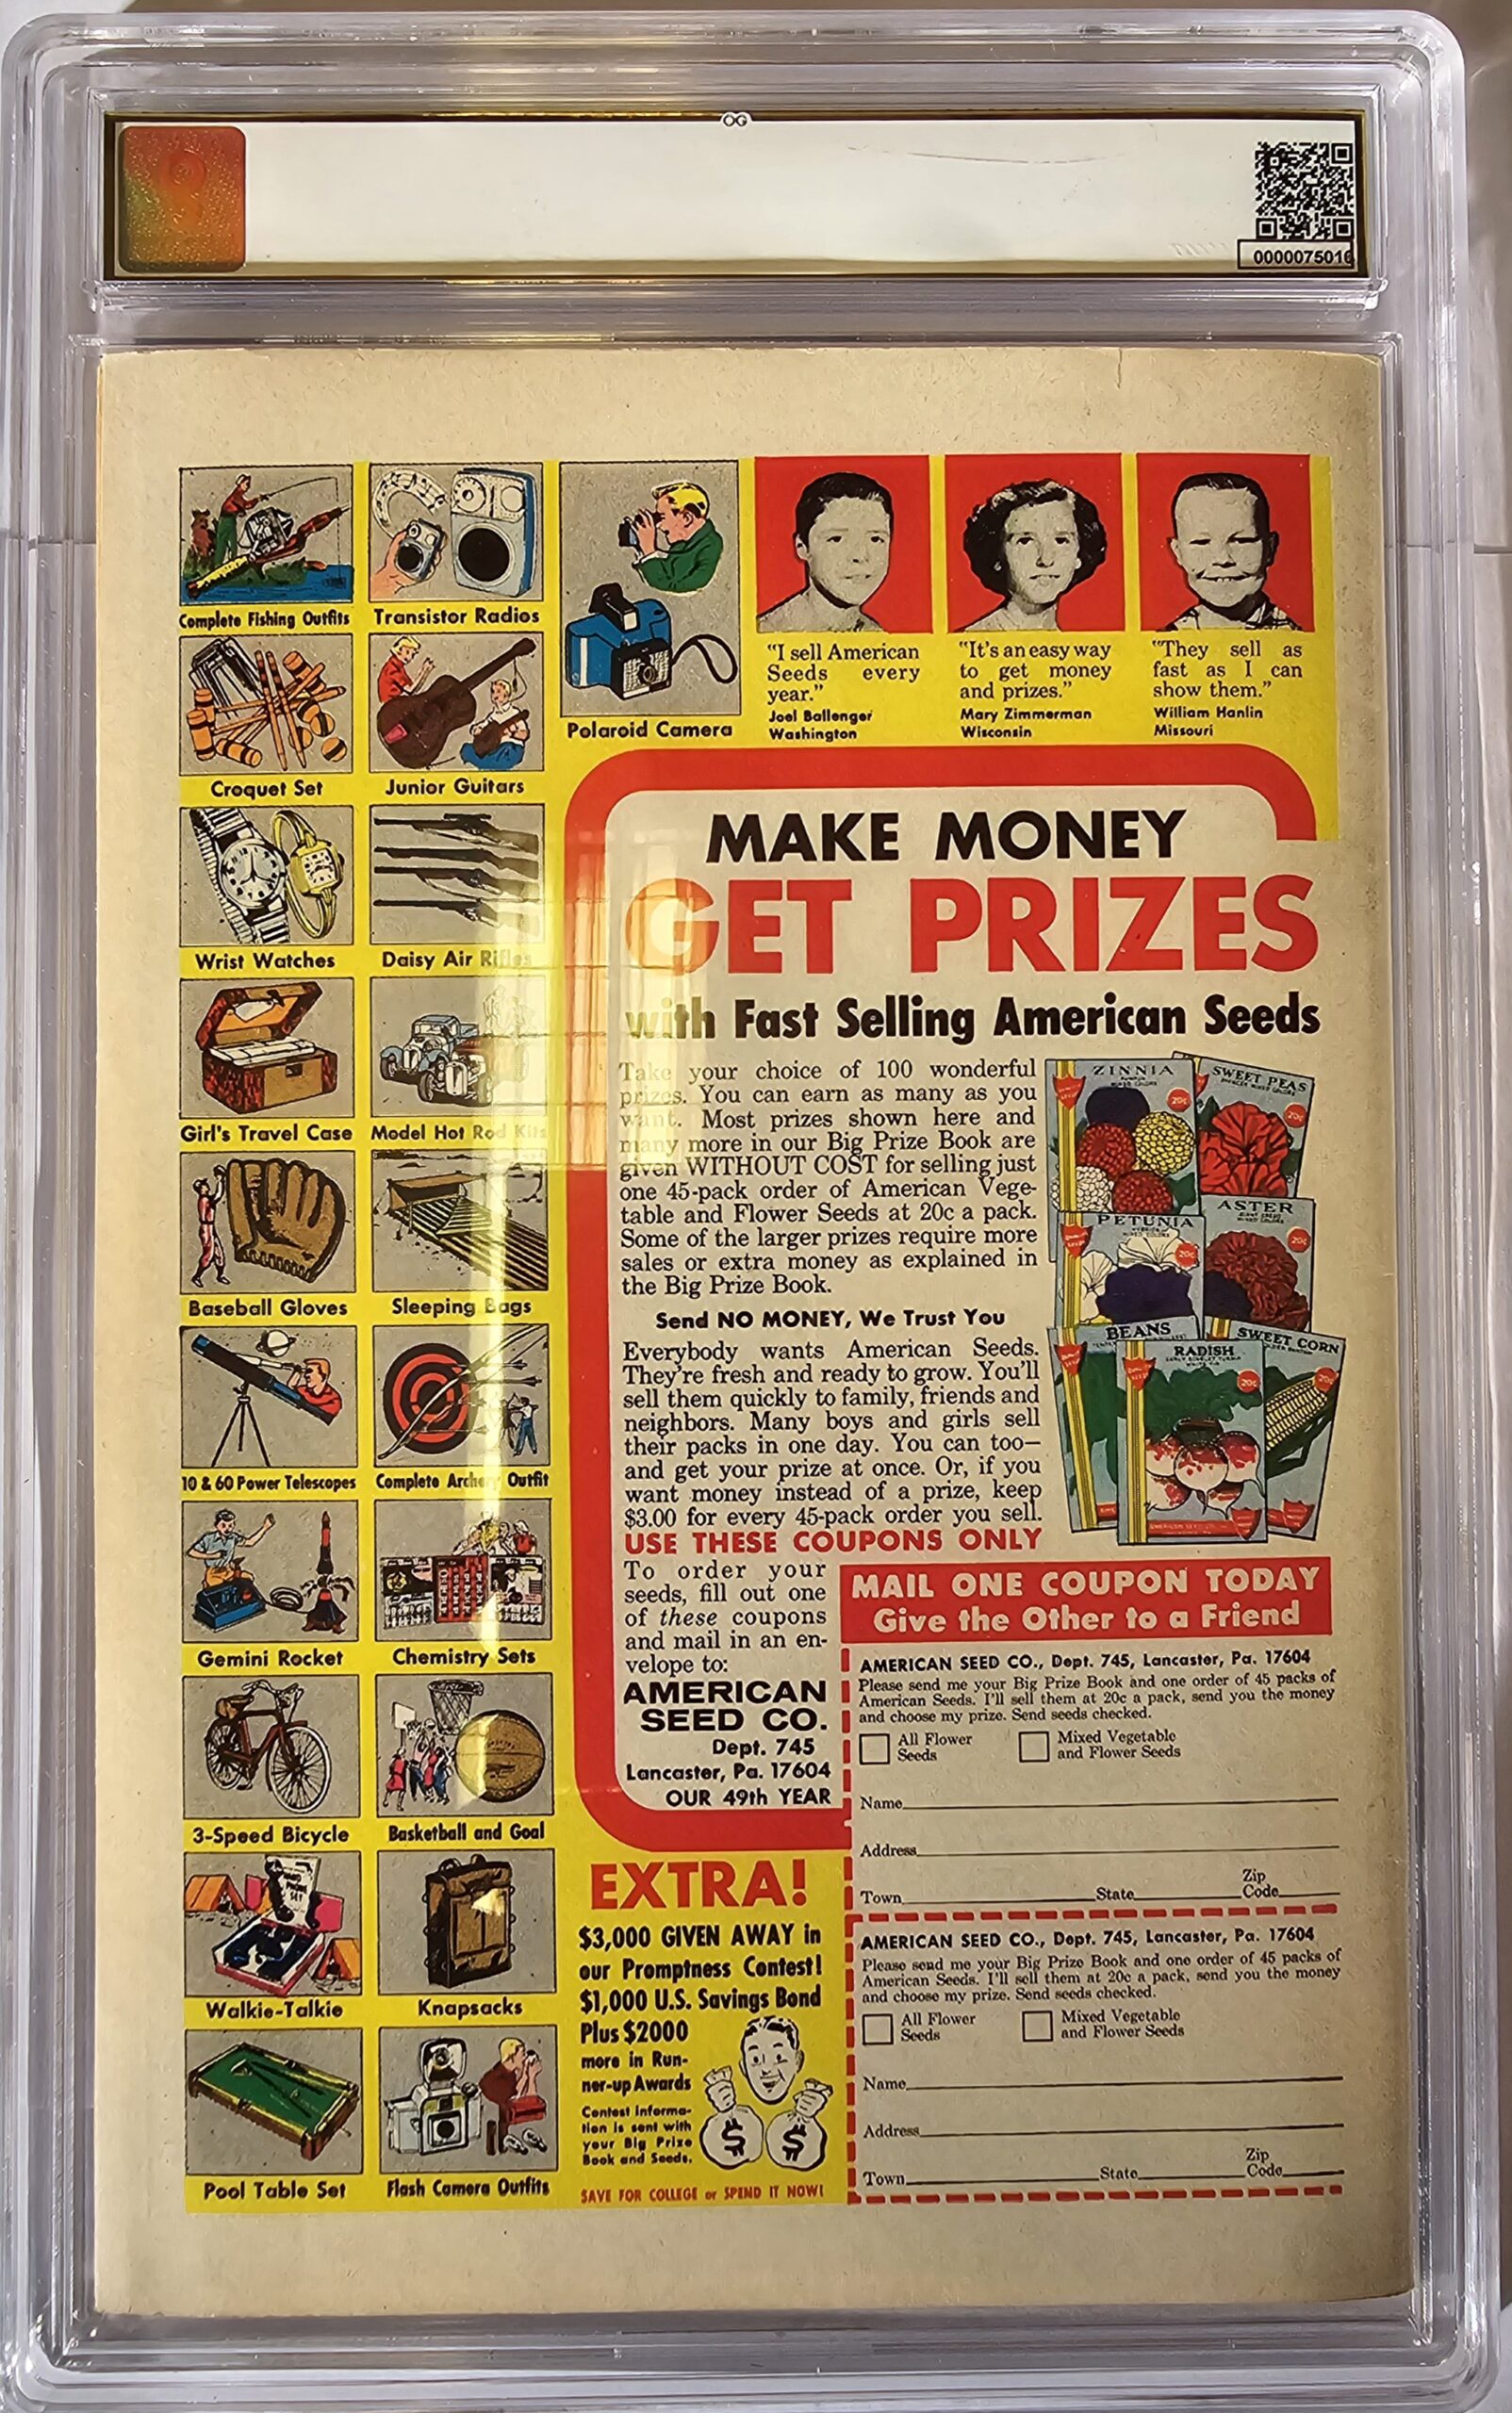 OG
0000075016
Complete Fishing Outfits
Transistor Radios
Polaroid Camera
Croquet Set
Junior Guitars
Wrist Watches
Daisy Air Rifles
Girl's Travel Case
Model Hot Rod Kits
Baseball Gloves
Sleeping Bags
10 & 60 Power Telescopes
Complete Archery Outfit
Gemini Rocket
Chemistry Sets
3-Speed Bicycle
Basketball and Goal
Walkie-Talkie
Knapsacks
Pool Table Set
Flash Camera Outfits
"I sell American
Seeds every
year."
Joel Ballenger
Washington
"It's an easy way
to get money
and prizes."
Mary Zimmerman
Wisconsin
"They sell as
fast as I can
show them."
William Hanlin
Missouri
MAKE MONEY
GET PRIZES
with Fast Selling American Seeds
Take your choice of 100 wonderful
prizes. You can earn as many as you
want. Most prizes shown here and
many more in our Big Prize Book are
given WITHOUT COST for selling just
one 45-pack order of American Vege-
table and Flower Seeds at 20c a pack.
Some of the larger prizes require more
sales or extra money as explained in
the Big Prize Book.
Send NO MONEY, We Trust You
Everybody wants American Seeds.
They're fresh and ready to grow. You'll
sell them quickly to family, friends and
neighbors. Many boys and girls sell
their packs in one day. You can too—
and get your prize at once. Or, if you
want money instead of a prize, keep
$3.00 for every 45-pack order you sell.
USE THESE COUPONS ONLY
To order your
seeds, fill out one
of these coupons
and mail in an en-
velope to:
AMERICAN
SEED CO.
Dept. 745
Lancaster, Pa. 17604
OUR 49th YEAR
ZINNIA
20c
SWEET PEAS
20c
PETUNIA
20c
ASTER
20c
BEANS
RADISH
20c
SWEET CORN
20c
MAIL ONE COUPON TODAY
Give the Other to a Friend
AMERICAN SEED CO., Dept. 745, Lancaster, Pa. 17604
Please send me your Big Prize Book and one order of 45 packs of
American Seeds. I'll sell them at 20c a pack, send you the money
and choose my prize. Send seeds checked.
All Flower
Seeds
Mixed Vegetable
and Flower Seeds
Name
Address
Town State Zip
Code
AMERICAN SEED CO., Dept. 745, Lancaster, Pa. 17604
Please send me your Big Prize Book and one order of 45 packs of
American Seeds. I'll sell them at 20c a pack, send you the money
and choose my prize. Send seeds checked.
All Flower
Seeds
Mixed Vegetable
and Flower Seeds
Name
Address
Town State Zip
Code
EXTRA!
$3,000 GIVEN AWAY in
our Promptness Contest!
$1,000 U.S. Savings Bond
Plus $2000
more in Run-
ner-up Awards
Contest informa-
tion is sent with
your Big Prize
Book and Seeds.
$ $
SAVE FOR COLLEGE or SPEND IT NOW!